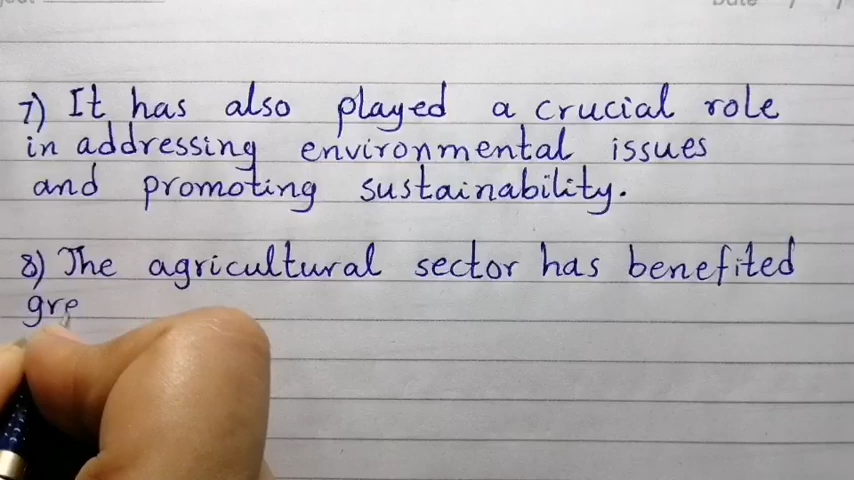 7) It has also played a crucial role
in addressing environmental issues
and promoting sustainability.
8) The agricultural sector has benefited
gre